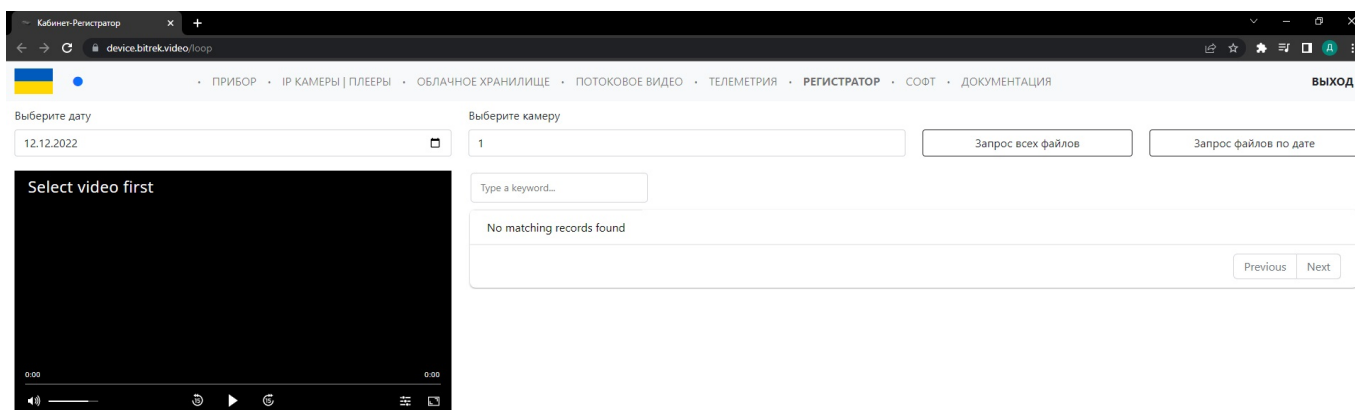 Кабинет-Регистратор
device.bitrek.video/loop
Д
• ПРИБОР • IP КАМЕРЫ | ПЛЕЕРЫ • ОБЛАЧНОЕ ХРАНИЛИЩЕ • ПОТОКОВОЕ ВИДЕО • ТЕЛЕМЕТРИЯ • РЕГИСТРАТОР • СОФТ • ДОКУМЕНТАЦИЯ ВЫХОД
Выберите дату Выберите камеру
12.12.2022 1 Запрос всех файлов Запрос файлов по дате
Select video first
Type a keyword...
No matching records found
Previous Next
0:00 0:00
15 15